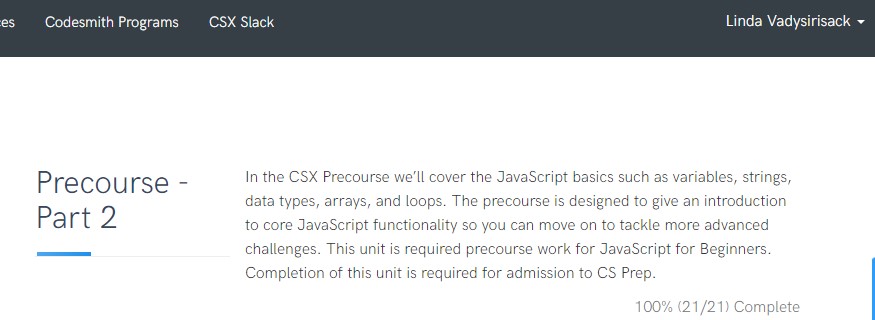 Codesmith Programs CSX Slack Linda Vadysirisack
Precourse -
Part 2
In the CSX Precourse we'll cover the JavaScript basics such as variables, strings,
data types, arrays, and loops. The precourse is designed to give an introduction
to core JavaScript functionality so you can move on to tackle more advanced
challenges. This unit is required precourse work for JavaScript for Beginners.
Completion of this unit is required for admission to CS Prep.
100% (21/21) Complete